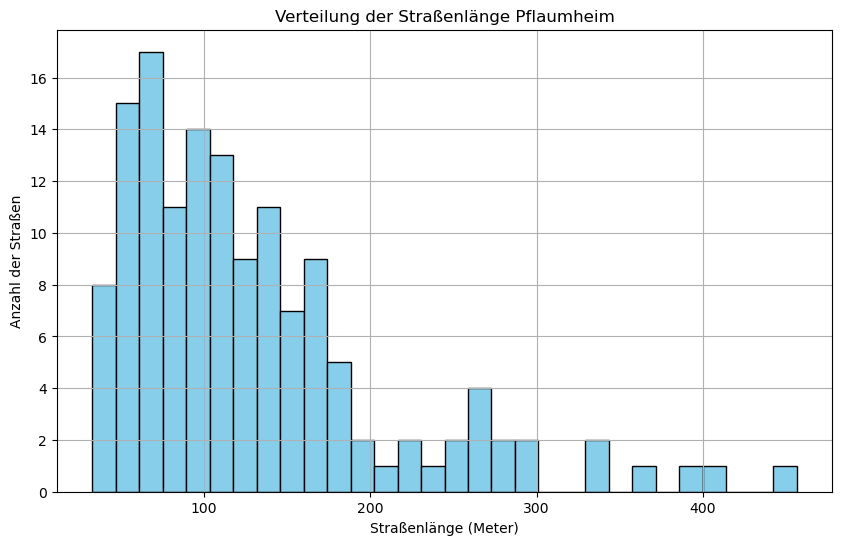 Verteilung der Straßenlänge Pflaumheim
16
14
12
10
8
6
4
2
0
Anzahl der Straßen
100 200 300 400
Straßenlänge (Meter)